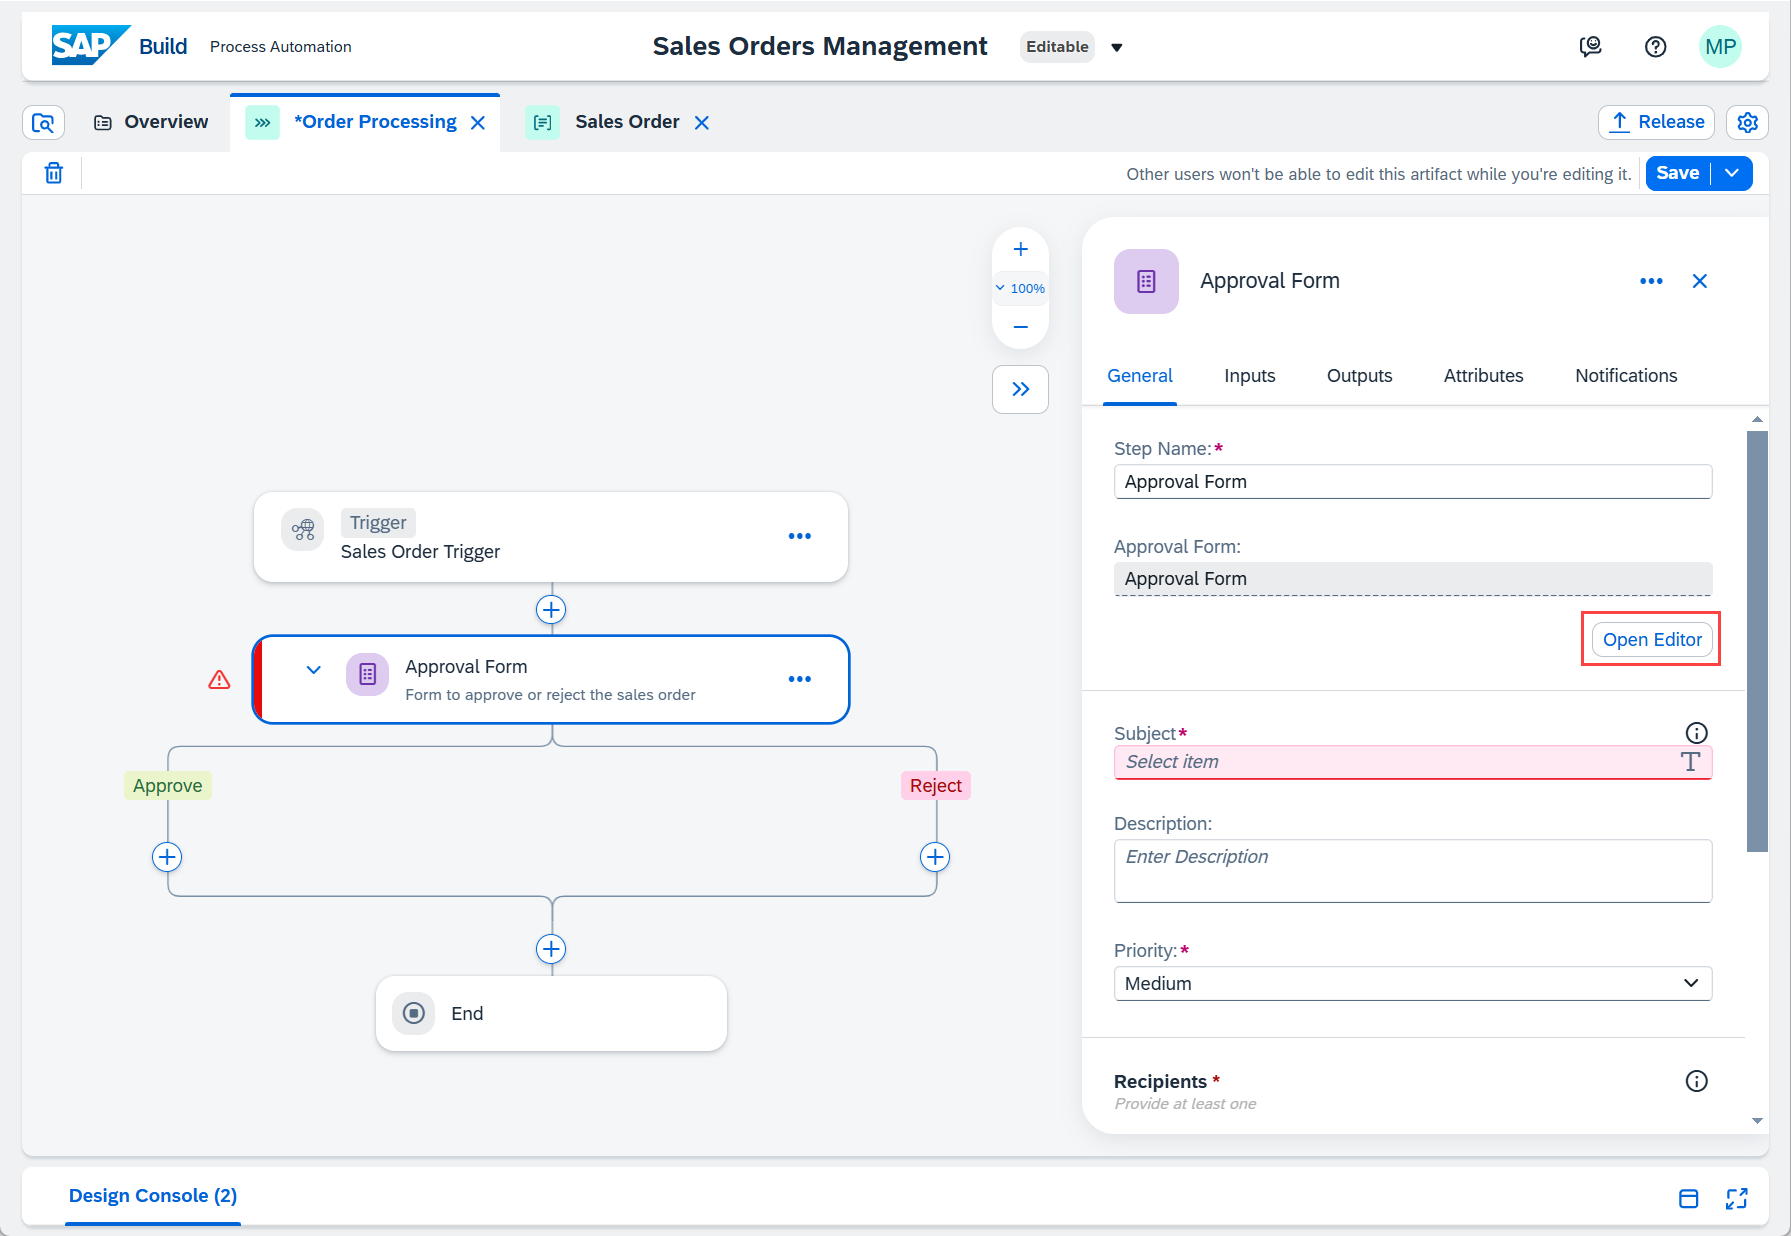 SAP Build Process Automation
Sales Orders Management Editable
MP
Overview
*Order Processing
Sales Order
Release
Other users won't be able to edit this artifact while you're editing it.
Save
100%
Trigger
Sales Order Trigger
Approval Form
Form to approve or reject the sales order
Approve
Reject
End
Approval Form
General Inputs Outputs Attributes Notifications
Step Name:*
Approval Form
Approval Form:
Approval Form
Open Editor
Subject*
Select item
Description:
Enter Description
Priority:*
Medium
Recipients *
Provide at least one
Design Console (2)